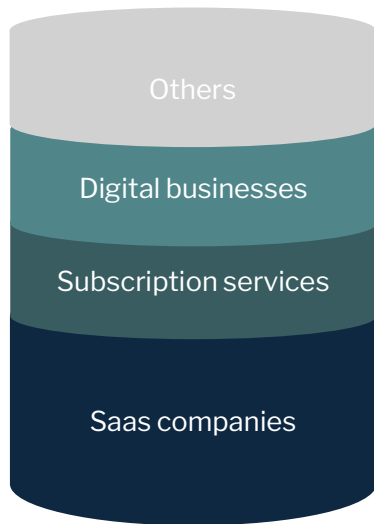 Others
Digital businesses
Subscription services
Saas companies